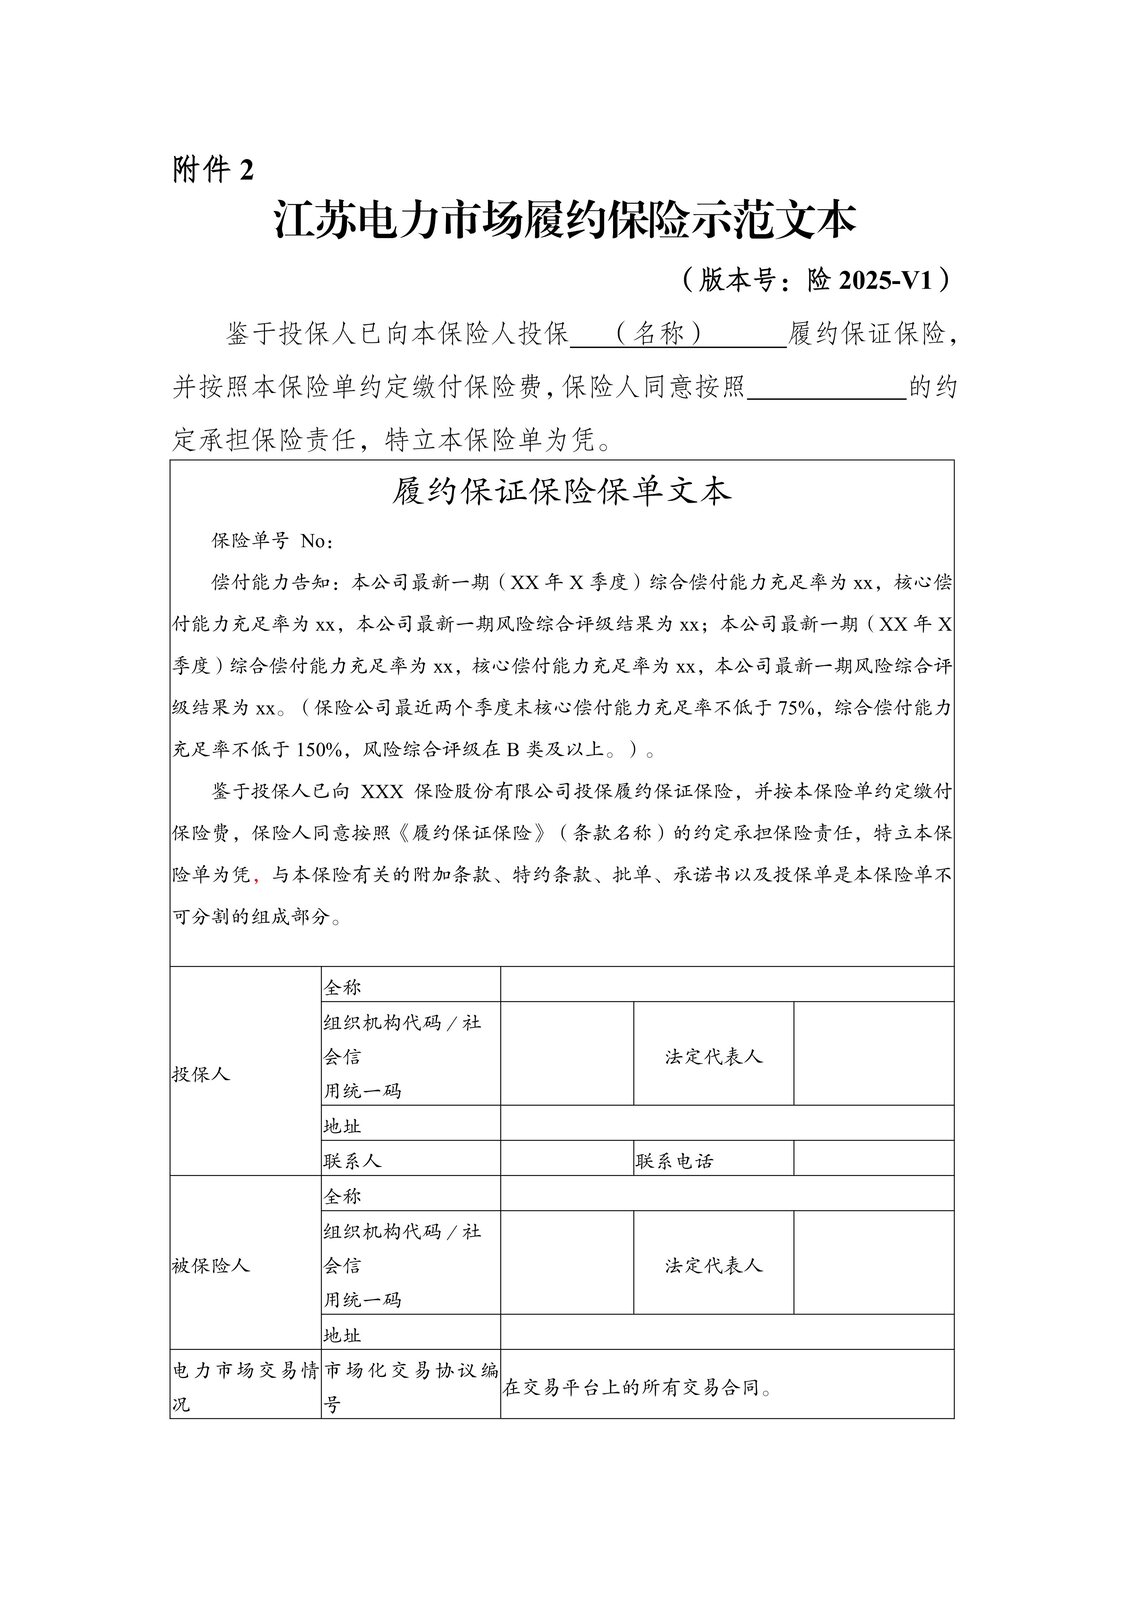 附件 2
江苏电力市场履约保险示范文本
（版本号：险 2025-V1）
鉴于投保人已向本保险人投保 （名称） 履约保证保险，
并按照本保险单约定缴付保险费，保险人同意按照 的约
定承担保险责任，特立本保险单为凭。
履约保证保险保单文本
保险单号 No：
偿付能力告知：本公司最新一期（XX 年 X 季度）综合偿付能力充足率为 xx，核心偿
付能力充足率为 xx，本公司最新一期风险综合评级结果为 xx；本公司最新一期（XX 年 X
季度）综合偿付能力充足率为 xx，核心偿付能力充足率为 xx，本公司最新一期风险综合评
级结果为 xx。（保险公司最近两个季度末核心偿付能力充足率不低于 75%，综合偿付能力
充足率不低于 150%，风险综合评级在 B 类及以上。）。
鉴于投保人已向 XXX 保险股份有限公司投保履约保证保险，并按本保险单约定缴付
保险费，保险人同意按照《履约保证保险》（条款名称）的约定承担保险责任，特立本保
险单为凭，与本保险有关的附加条款、特约条款、批单、承诺书以及投保单是本保险单不
可分割的组成部分。
投保人
全称
组织机构代码／社
会信
用统一码
法定代表人
地址
联系人
联系电话
被保险人
全称
组织机构代码／社
会信
用统一码
法定代表人
地址
电力市场交易情
况
市场化交易协议编
号
在交易平台上的所有交易合同。